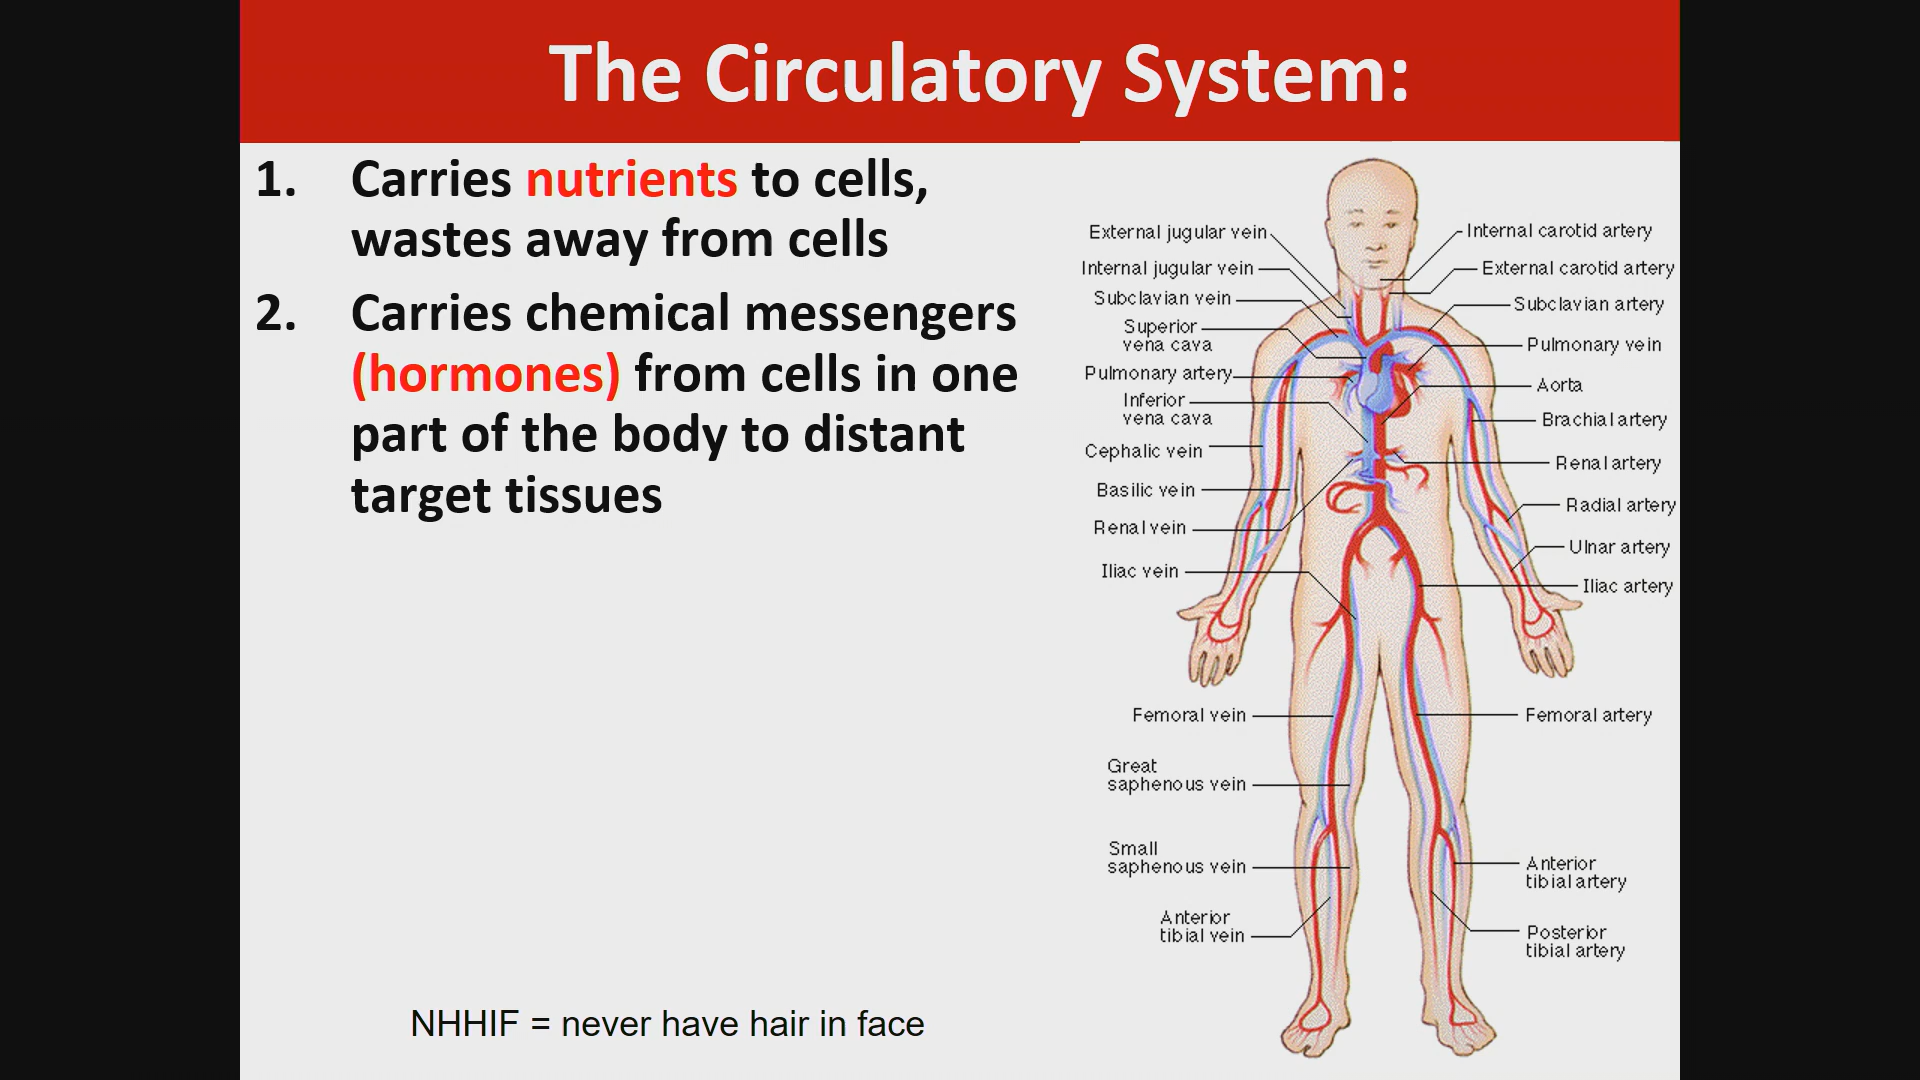 The Circulatory System:
1. Carries nutrients to cells,
wastes away from cells
2. Carries chemical messengers
(hormones) from cells in one
part of the body to distant
target tissues
NHHIF = never have hair in face
External jugular vein
Internal jugular vein
Subclavian vein
Superior
vena cava
Pulmonary artery
Inferior
vena cava
Cephalic vein
Basilic vein
Renal vein
Iliac vein
Femoral vein
Great
saphenous vein
Small
saphenous vein
Anterior
tibial vein
Internal carotid artery
External carotid artery
Subclavian artery
Pulmonary vein
Aorta
Brachial artery
Renal artery
Radial artery
Ulnar artery
Iliac artery
Femoral artery
Anterior
tibial artery
Posterior
tibial artery